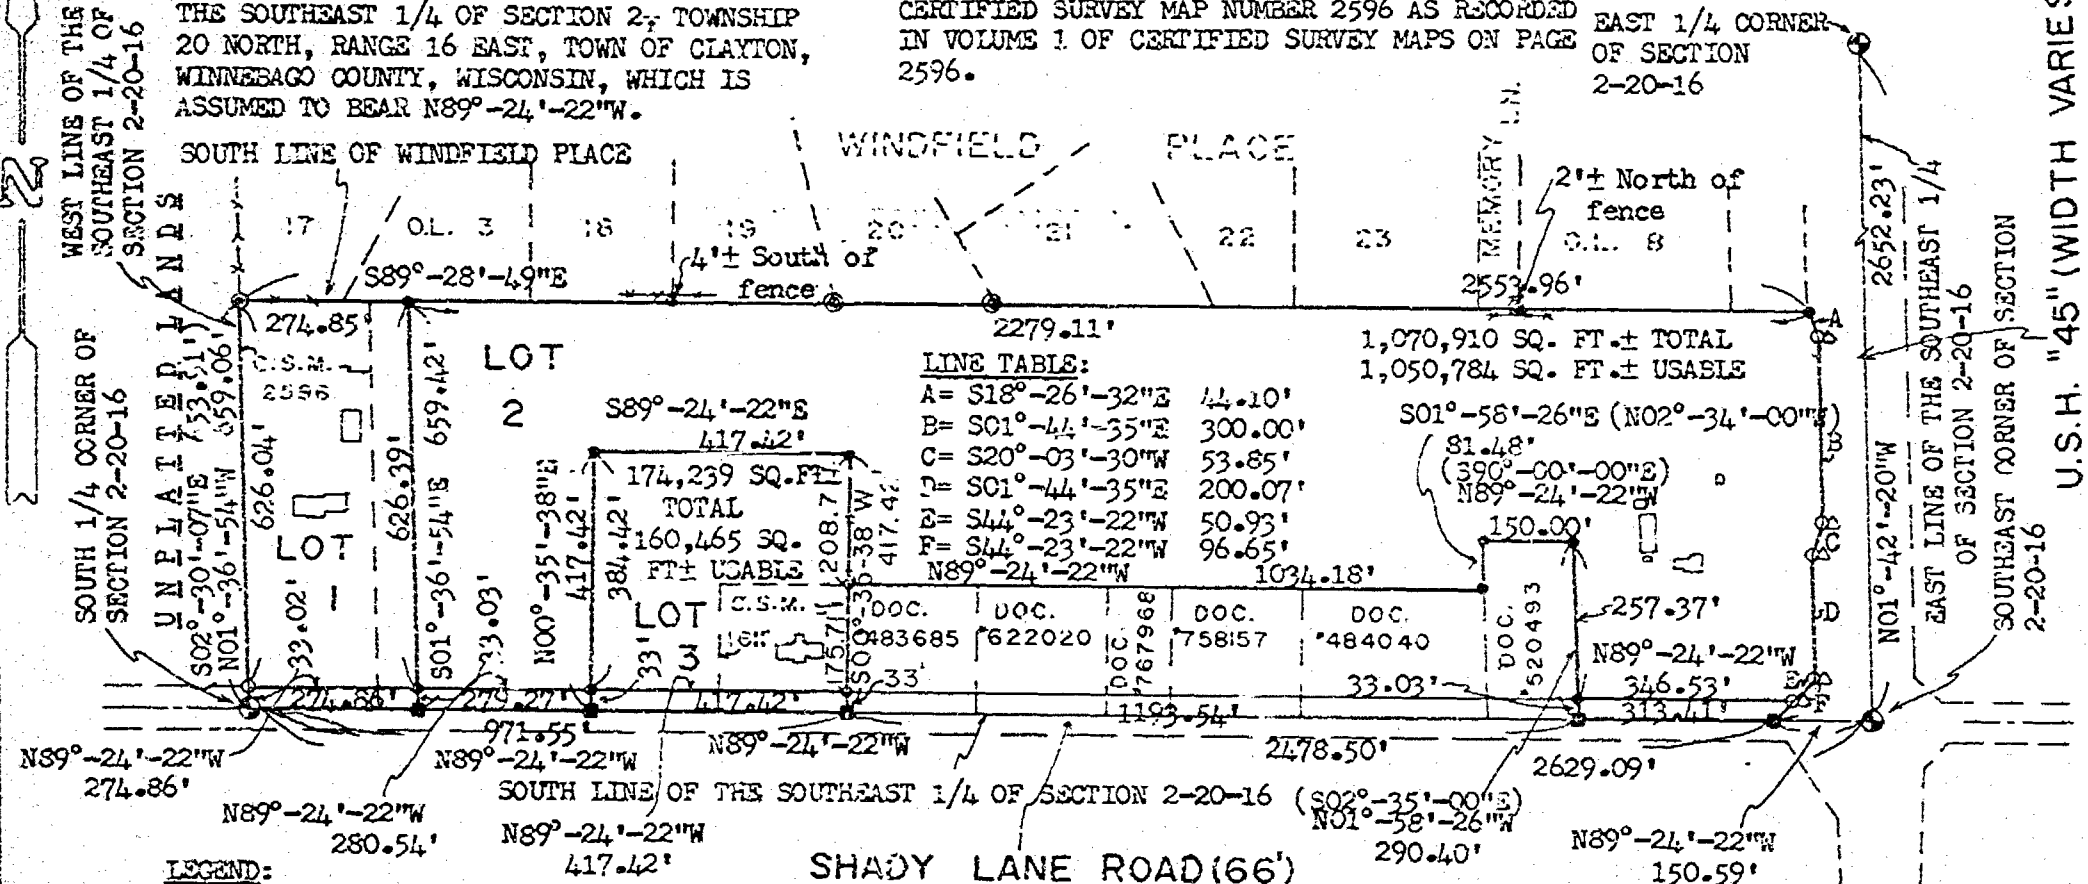 THE SOUTHEAST 1/4 OF SECTION 2, TOWNSHIP
20 NORTH, RANGE 16 EAST, TOWN OF CLAYTON,
WINNEBAGO COUNTY, WISCONSIN, WHICH IS
ASSUMED TO BEAR N89°-24'-22"W.
CERTIFIED SURVEY MAP NUMBER 2596 AS RECORDED
IN VOLUME 1 OF CERTIFIED SURVEY MAPS ON PAGE
2596.
EAST 1/4 CORNER
OF SECTION
2-20-16
WEST LINE OF THE
SOUTHEAST 1/4 OF
SECTION 2-20-16
SOUTH LINE OF WINDFIELD PLACE
WINDFIELD PLACE
MEMORY LN.
2'± North of
fence
17
O.L. 3
18
19
20
21
22
23
O.L. 8
4'± South of
fence
S89°-28'-49"E
2553.96'
274.85'
2279.11'
UNPLATTED LANDS
SOUTH 1/4 CORNER OF
SECTION 2-20-16
C.S.M.
2596
LOT
1
LOT
2
S02°-30'-07"E
N01°-36'-54"W 659.06'
626.04'
33.02'
626.39'
S01°-36'-54"E 659.42'
33.03'
1,070,910 SQ. FT.± TOTAL
1,050,784 SQ. FT.± USABLE
LINE TABLE:
A= S18°-26'-32"E 44.10'
B= S01°-44'-35"E 300.00'
C= S20°-03'-30"W 53.85'
D= S01°-44'-35"E 200.07'
E= S44°-23'-22"W 50.93'
F= S44°-23'-22"W 96.65'
S89°-24'-22"E
417.42'
174,239 SQ.FT±
TOTAL
160,465 SQ.
FT± USABLE
LOT
3
C.S.M.
N00°-35'-38"E
417.42'
384.42'
33'
208.7
175.71'
417.42'
33'
S01°-58'-26"E (N02°-34'-00"W)
81.48'
(S90°-00'-00"E)
N89°-24'-22"W
150.00'
N89°-24'-22"W
1034.18'
DOC.
483685
DOC.
622020
DOC.
767968
DOC.
758157
DOC.
484040
DOC.
520493
257.37'
N89°-24'-22"W
346.53'
313.41'
33.03'
A
B
C
D
E
F
2652.23'
N01°-42'-20"W
EAST LINE OF THE SOUTHEAST 1/4
OF SECTION 2-20-16
SOUTHEAST CORNER OF SECTION
2-20-16
U.S.H. "45" (WIDTH VARIES
274.86'
279.27'
417.42'
1193.54'
971.55'
N89°-24'-22"W
N89°-24'-22"W
2478.50'
2629.09'
N89°-24'-22"W
274.86'
SOUTH LINE OF THE SOUTHEAST 1/4 OF SECTION 2-20-16
(S02°-35'-00"E)
N01°-58'-26"W
290.40'
N89°-24'-22"W
280.54'
N89°-24'-22"W
417.42'
N89°-24'-22"W
150.59'
LEGEND:
SHADY LANE ROAD(66')